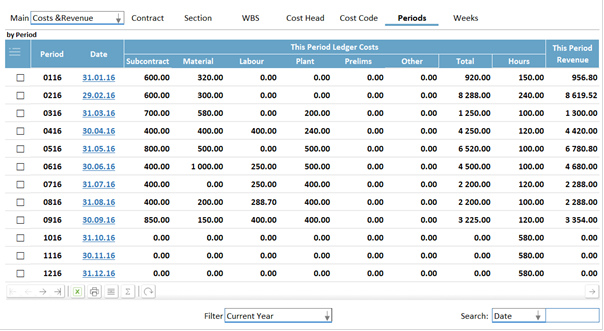 Main Costs &Revenue Contract Section WBS Cost Head Cost Code Periods Weeks
by Period
Period Date This Period Ledger Costs This Period Revenue
Subcontract Material Labour Plant Prelims Other Total Hours
0116 31.01.16 600.00 320.00 0.00 0.00 0.00 0.00 920.00 150.00 956.80
0216 29.02.16 600.00 300.00 0.00 0.00 0.00 0.00 8 288.00 240.00 8 619.52
0316 31.03.16 700.00 580.00 0.00 200.00 0.00 0.00 1 250.00 100.00 1 300.00
0416 30.04.16 400.00 400.00 400.00 240.00 0.00 0.00 4 250.00 120.00 4 420.00
0516 31.05.16 800.00 500.00 0.00 500.00 0.00 0.00 6 520.00 100.00 6 780.80
0616 30.06.16 400.00 1 000.00 250.00 500.00 0.00 0.00 4 500.00 100.00 4 680.00
0716 31.07.16 400.00 0.00 250.00 400.00 0.00 0.00 2 200.00 120.00 2 288.00
0816 31.08.16 400.00 200.00 288.70 400.00 0.00 0.00 2 200.00 100.00 2 288.00
0916 30.09.16 850.00 150.00 400.00 400.00 0.00 0.00 3 225.00 120.00 3 354.00
1016 31.10.16 0.00 0.00 0.00 0.00 0.00 0.00 0.00 580.00 0.00
1116 30.11.16 0.00 0.00 0.00 0.00 0.00 0.00 0.00 580.00 0.00
1216 31.12.16 0.00 0.00 0.00 0.00 0.00 0.00 0.00 580.00 0.00
Filter Current Year Search: Date